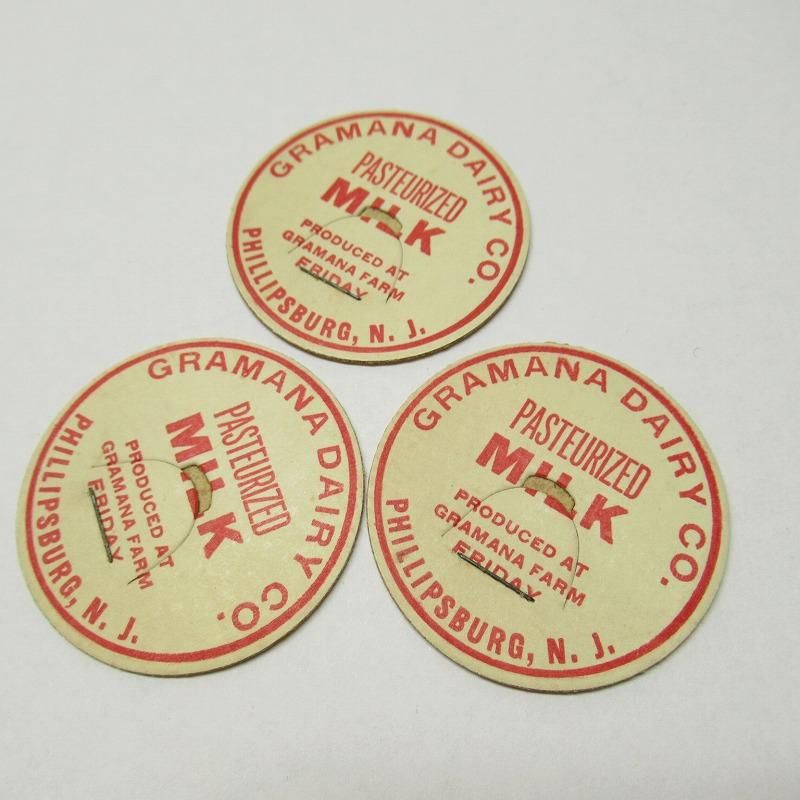 GRAMANA DAIRY CO.
PASTEURIZED
MILK
PRODUCED AT
GRAMANA FARM
FRIDAY
PHILLIPSBURG, N. J.
GRAMANA DAIRY CO.
PASTEURIZED
MILK
PRODUCED AT
GRAMANA FARM
FRIDAY
PHILLIPSBURG, N. J.
GRAMANA DAIRY CO.
PASTEURIZED
MILK
PRODUCED AT
GRAMANA FARM
FRIDAY
PHILLIPSBURG, N. J.